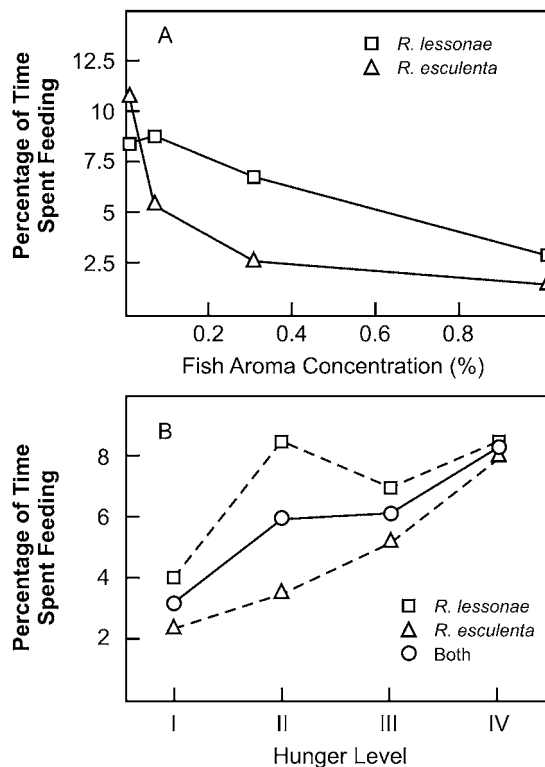 A
R. lessonae
R. esculenta
Percentage of Time
Spent Feeding
12.5
10
7.5
5
2.5
0.2
0.4
0.6
0.8
Fish Aroma Concentration (%)
B
Percentage of Time
Spent Feeding
8
6
4
2
R. lessonae
R. esculenta
Both
I
II
III
IV
Hunger Level